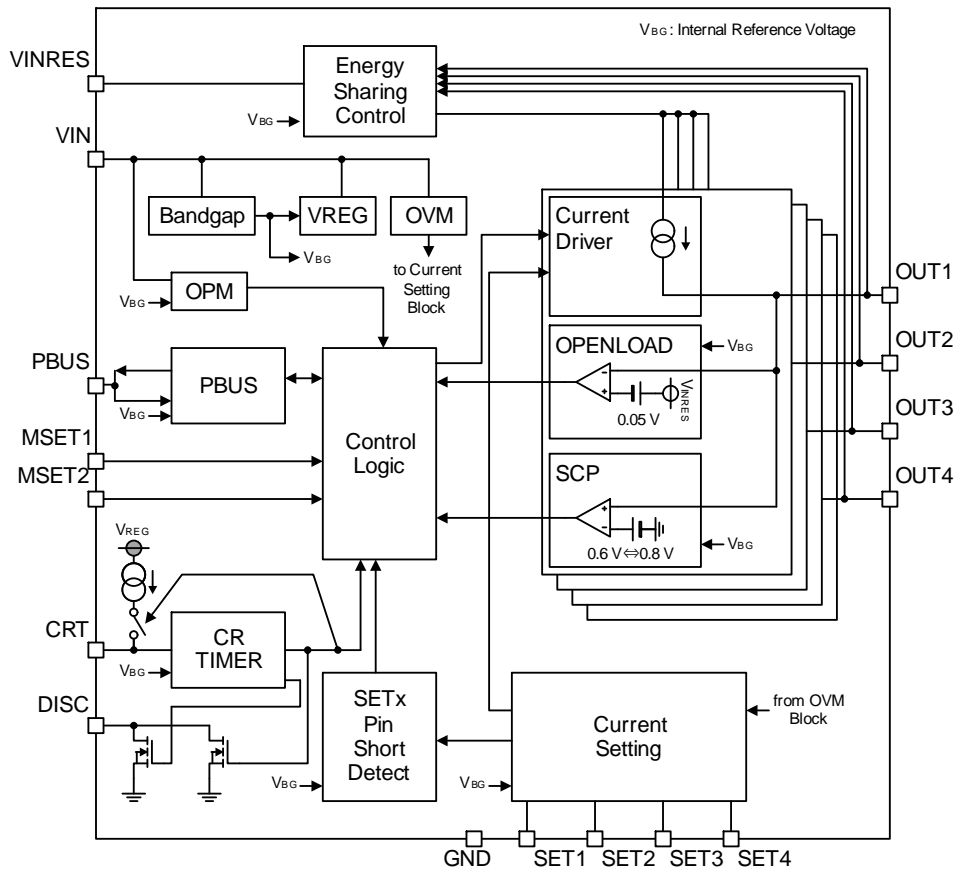 VBG: Internal Reference Voltage
VINRES
Energy
Sharing
Control
VBG
VIN
Bandgap
VREG
OVM
VBG
to Current
Setting
Block
OPM
VBG
Current
Driver
OUT1
OUT2
OUT3
OUT4
OPENLOAD
VBG
-
+
0.05 V
VINRES
PBUS
PBUS
VBG
MSET1
MSET2
Control
Logic
SCP
+
-
0.6 V⇔0.8 V
VBG
VREG
CRT
CR
TIMER
VBG
DISC
SETx
Pin
Short
Detect
VBG
Current
Setting
VBG
from OVM
Block
GND
SET1
SET2
SET3
SET4